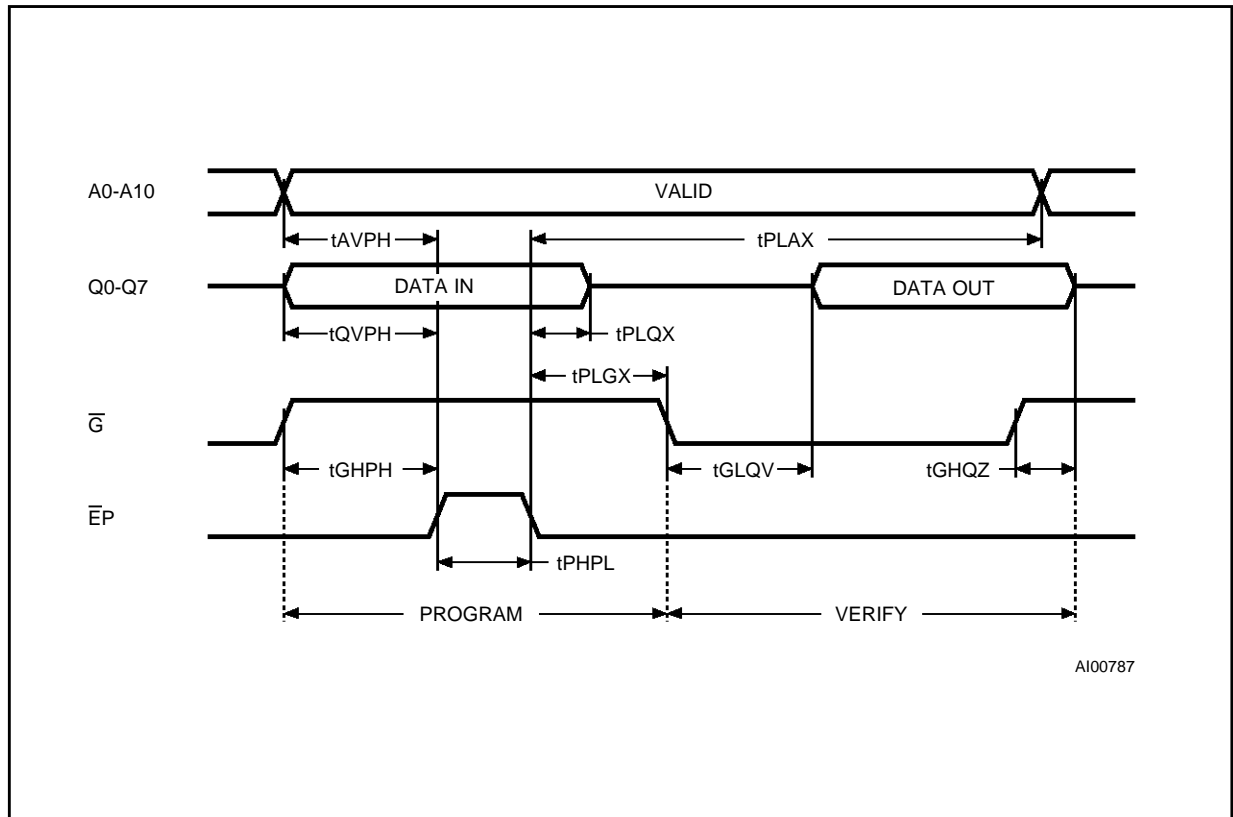 A0-A10
VALID
tAVPH
tPLAX
Q0-Q7
DATA IN
DATA OUT
tQVPH
tPLQX
tPLGX
G̅
tGHPH
tGLQV
tGHQZ
E̅P
tPHPL
PROGRAM
VERIFY
AI00787